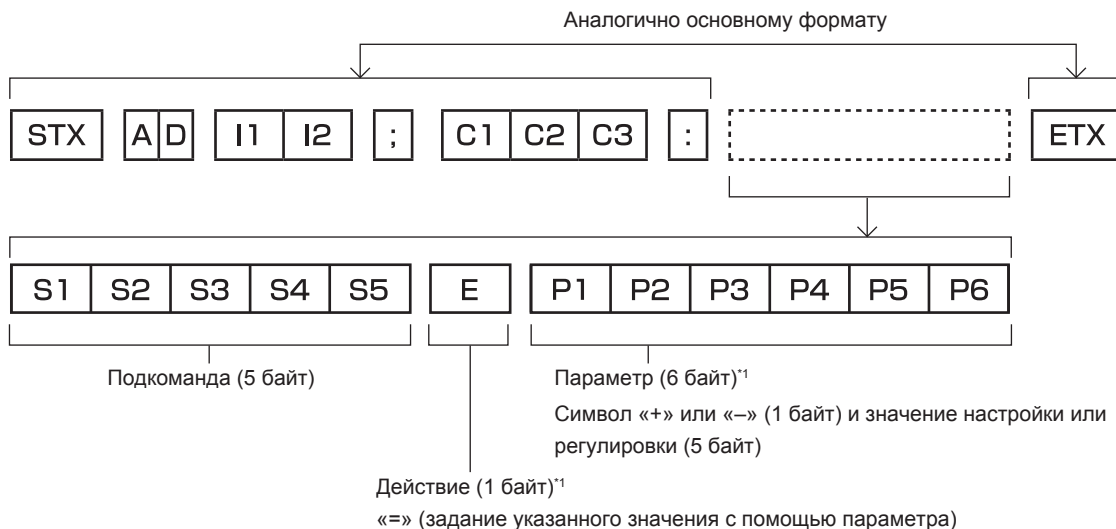 Аналогично основному формату
STX A D I1 I2 ; C1 C2 C3 : ETX
S1 S2 S3 S4 S5 E P1 P2 P3 P4 P5 P6
Подкоманда (5 байт)
Параметр (6 байт)*1
Символ «+» или «–» (1 байт) и значение настройки или
регулировки (5 байт)
Действие (1 байт)*1
«=» (задание указанного значения с помощью параметра)